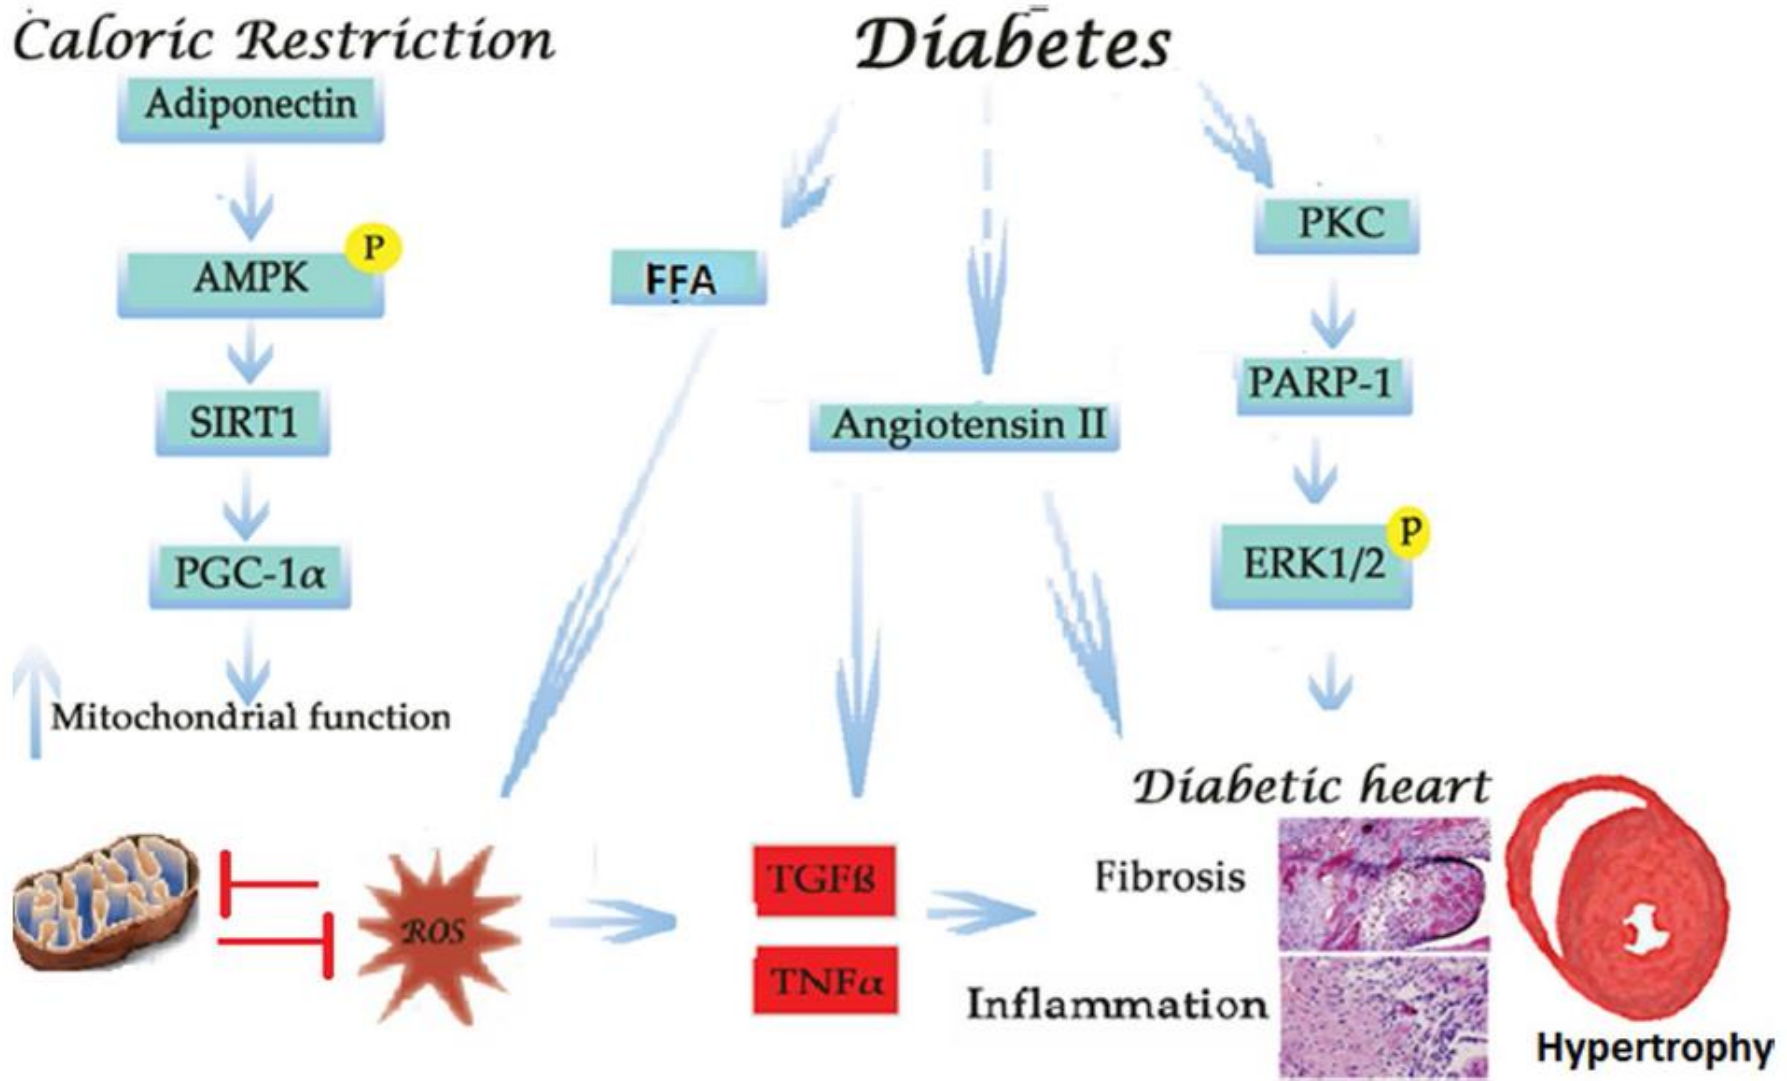 Caloric Restriction
Adiponectin
AMPK
P
SIRT1
PGC-1α
Mitochondrial function
Diabetes
FFA
Angiotensin II
PKC
PARP-1
ERK1/2
P
ROS
TGFß
TNFα
Diabetic heart
Fibrosis
Inflammation
Hypertrophy